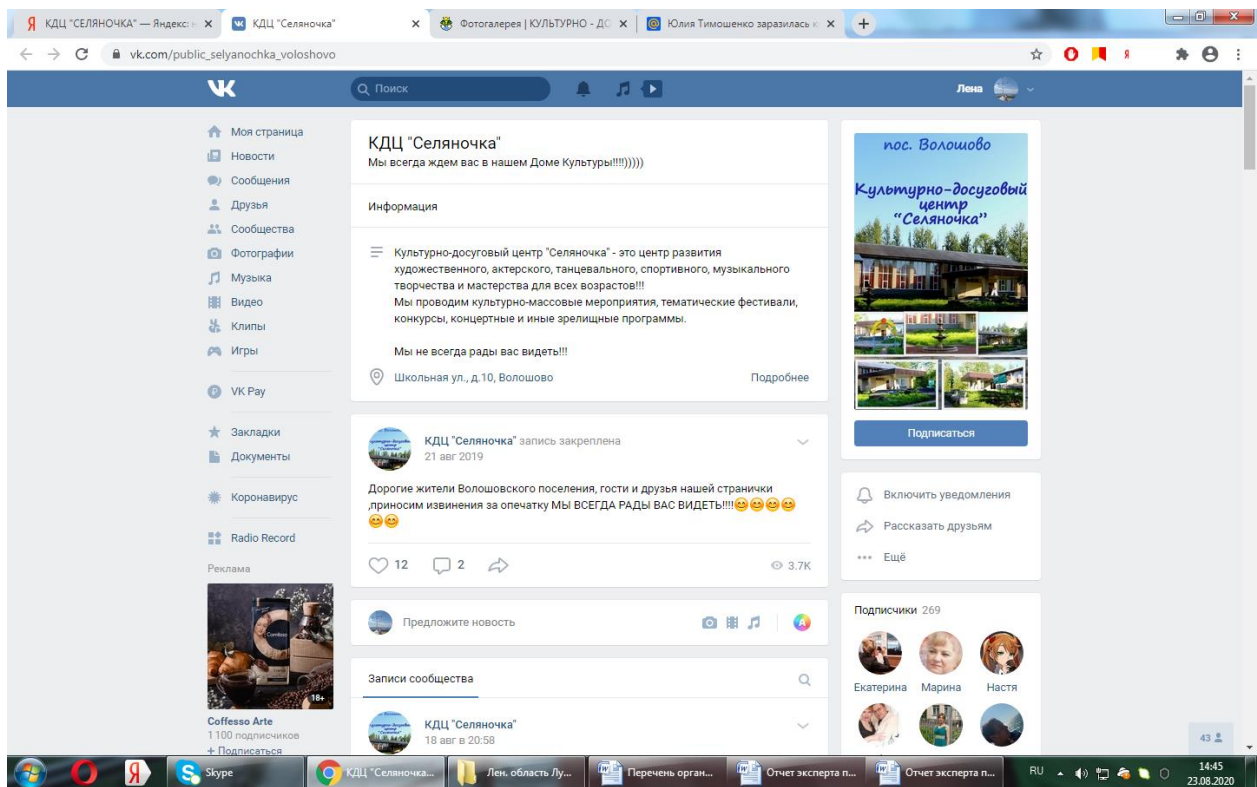 КДЦ "СЕЛЯНОЧКА" — Яндекс:
КДЦ "Селяночка"
Фотогалерея | КУЛЬТУРНО - ДО
Юлия Тимошенко заразилась к
vk.com/public_selyanochka_voloshovo
Поиск
Лена
Моя страница
Новости
Сообщения
Друзья
Сообщества
Фотографии
Музыка
Видео
Клипы
Игры
VK Pay
Закладки
Документы
Коронавирус
Radio Record
Реклама
18+
Coffesso Arte
1 100 подписчиков
+ Подписаться
КДЦ "Селяночка"
Мы всегда ждем вас в нашем Доме Культуры!!!!)))))
Информация
Культурно-досуговый центр "Селяночка" - это центр развития
художественного, актерского, танцевального, спортивного, музыкального
творчества и мастерства для всех возрастов!!!
Мы проводим культурно-массовые мероприятия, тематические фестивали,
конкурсы, концертные и иные зрелищные программы.
Мы не всегда рады вас видеть!!!
Школьная ул., д.10, Волошово
Подробнее
КДЦ "Селяночка" запись закреплена
21 авг 2019
Дорогие жители Волошовского поселения, гости и друзья нашей странички
,приносим извинения за опечатку МЫ ВСЕГДА РАДЫ ВАС ВИДЕТЬ!!!!😊😊😊😊
😊😊
12
2
3.7K
Предложите новость
Записи сообщества
КДЦ "Селяночка"
18 авг в 20:58
пос. Волошово
Культурно-досуговый
центр
"Селяночка"
Подписаться
Включить уведомления
Рассказать друзьям
Ещё
Подписчики 269
Екатерина
Марина
Настя
43
Skype
КДЦ "Селяночка...
Лен. область Лу...
Перечень орган...
Отчет эксперта п...
Отчет эксперта п...
RU
14:45
23.08.2020